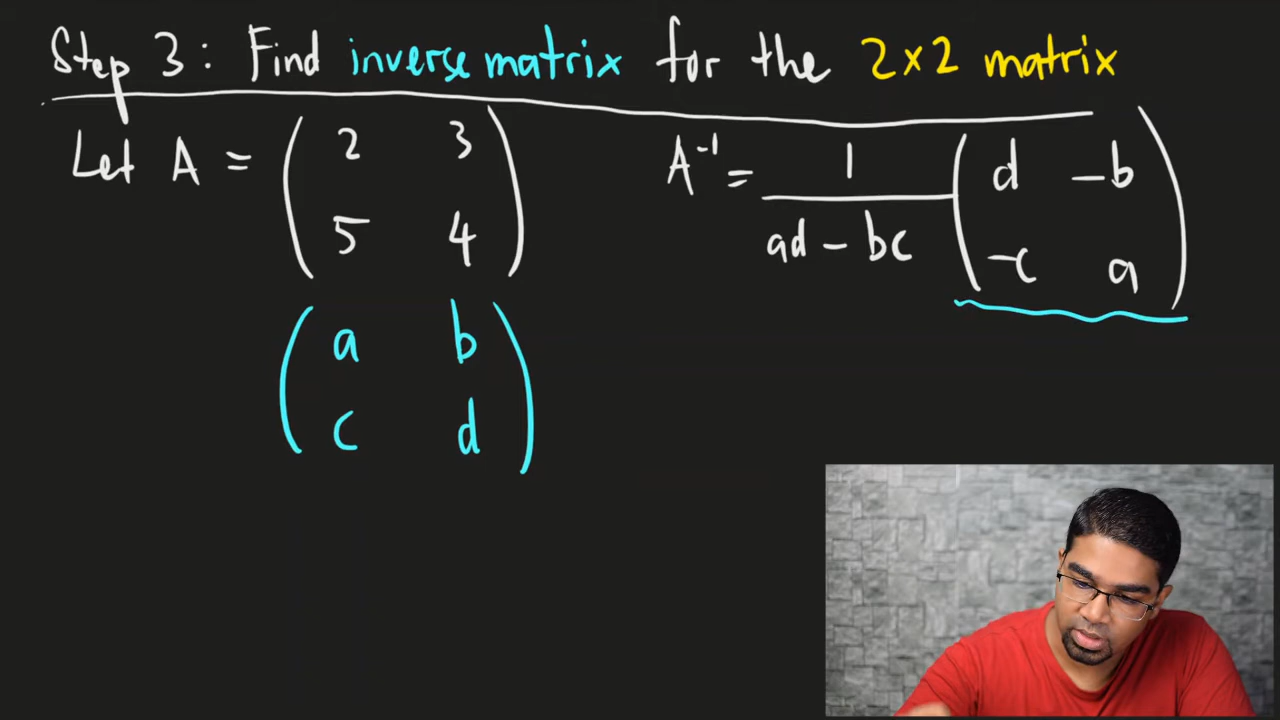 Step 3: Find inverse matrix for the 2×2 matrix
Let A = ( 2 3
5 4 )
A⁻¹ = 1 / ad - bc ( d -b
-c a )
( a b
c d )